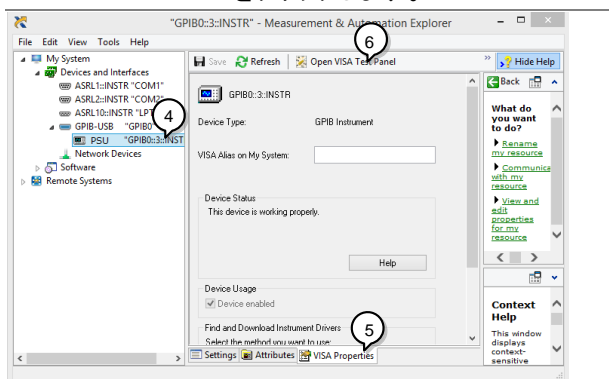 "GPIB0::3::INSTR" - Measurement & Automation Explorer
File Edit View Tools Help
My System
Devices and Interfaces
ASRL1::INSTR "COM1"
ASRL2::INSTR "COM2"
ASRL10::INSTR "LPT
GPIB-USB "GPIB0"
PSU "GPIB0::3::INST
Network Devices
Software
Remote Systems
4
Save Refresh Open VISA Test Panel
6
GPIB0::3::INSTR
Device Type: GPIB Instrument
VISA Alias on My System:
Device Status
This device is working properly.
Help
Device Usage
Device enabled
Find and Download Instrument Drivers
Select the method you want to use:
5
Settings Attributes VISA Properties
Hide Help
Back
What do
you want
to do?
Rename
my resource
Communica
with my
resource
View and
edit
properties
for my
resource
Context
Help
This window
displays
context-
sensitive